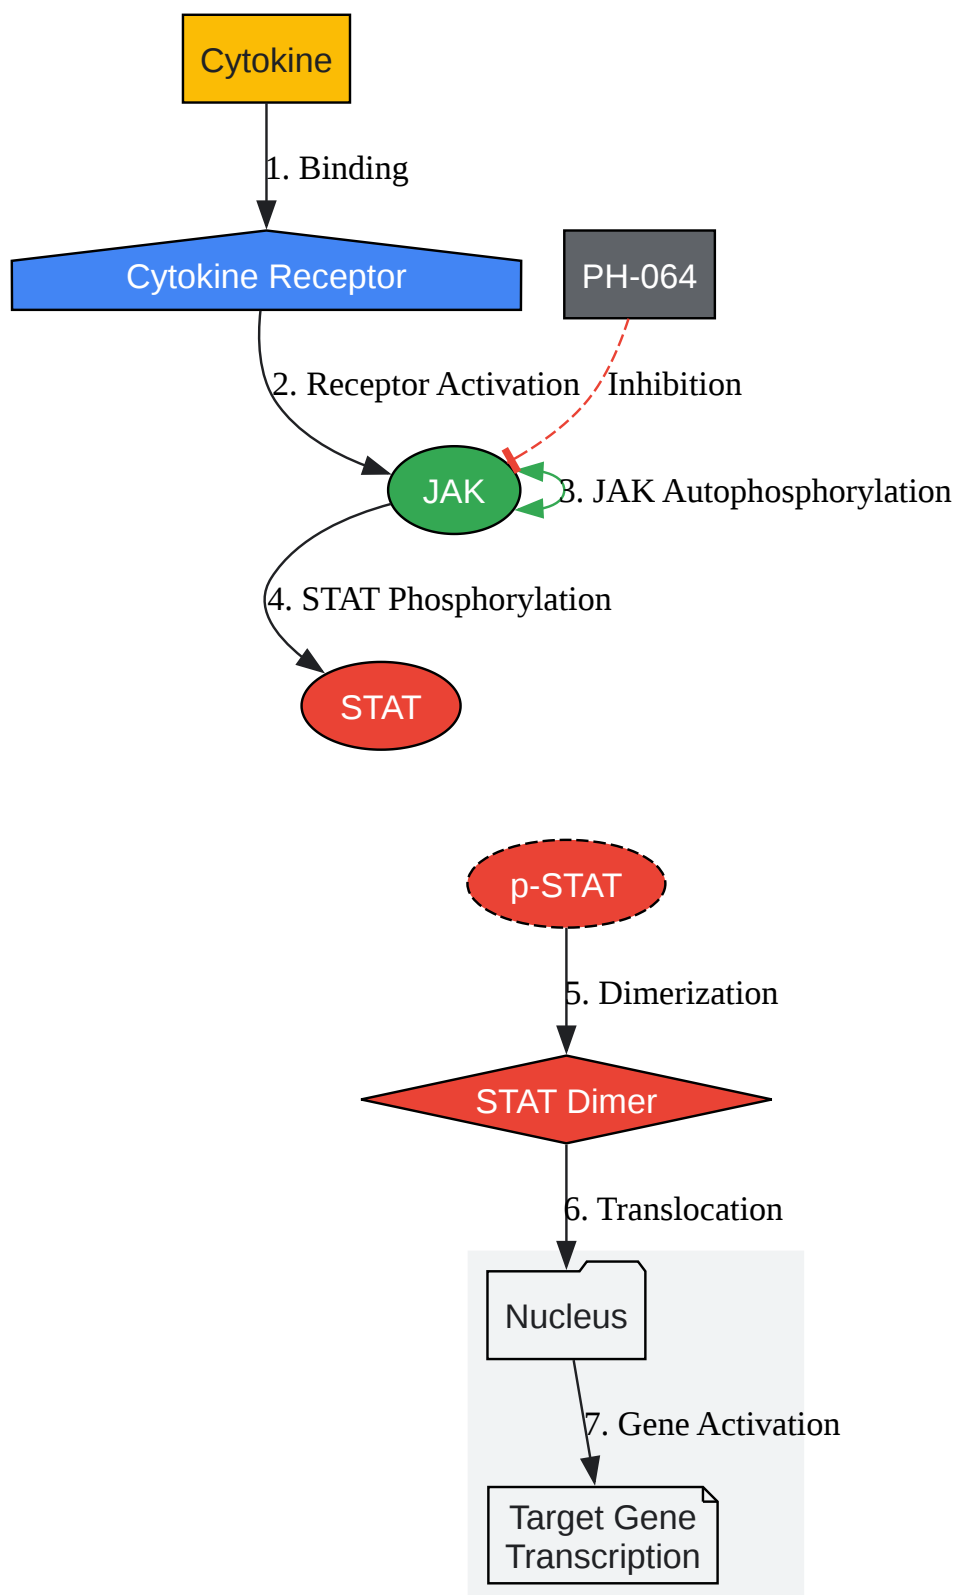 Cytokine
1. Binding
Cytokine Receptor
PH-064
2. Receptor Activation
Inhibition
JAK
3. JAK Autophosphorylation
4. STAT Phosphorylation
STAT
p-STAT
5. Dimerization
STAT Dimer
6. Translocation
Nucleus
7. Gene Activation
Target Gene
Transcription